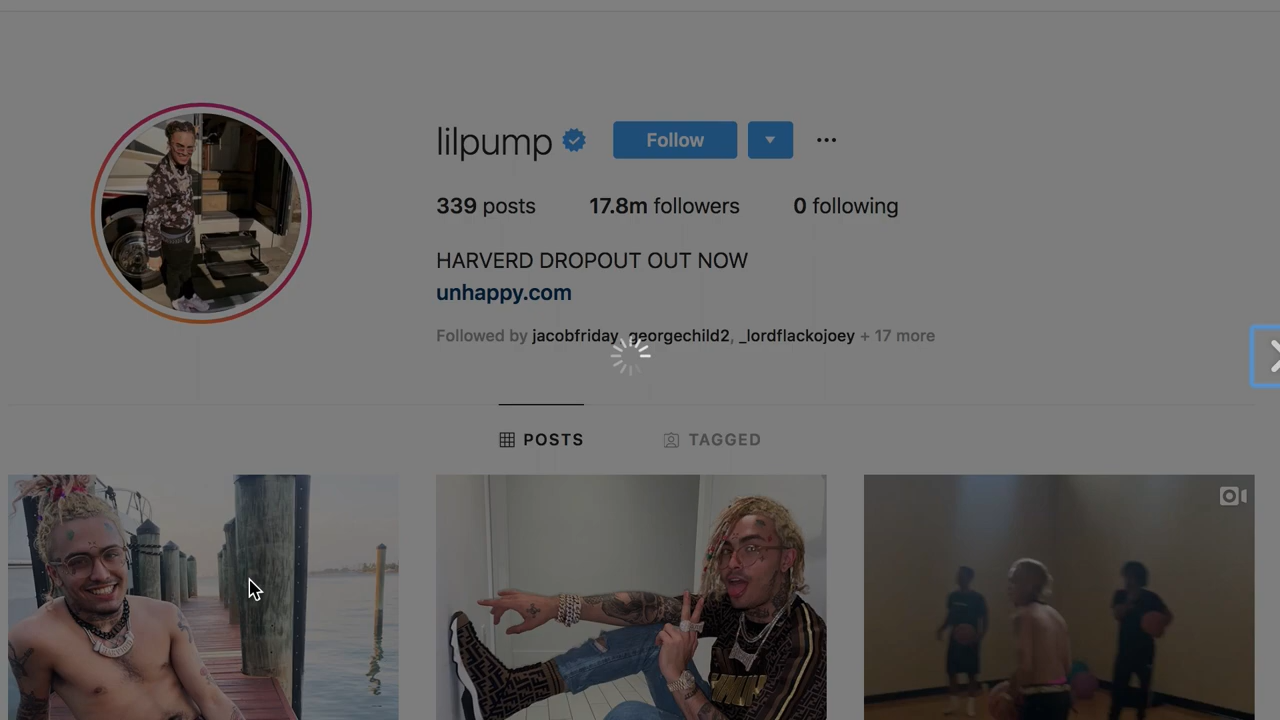 lilpump Follow
339 posts 17.8m followers 0 following
HARVERD DROPOUT OUT NOW
unhappy.com
Followed by jacobfriday, georgechild2, _lordflackojoey + 17 more
POSTS TAGGED